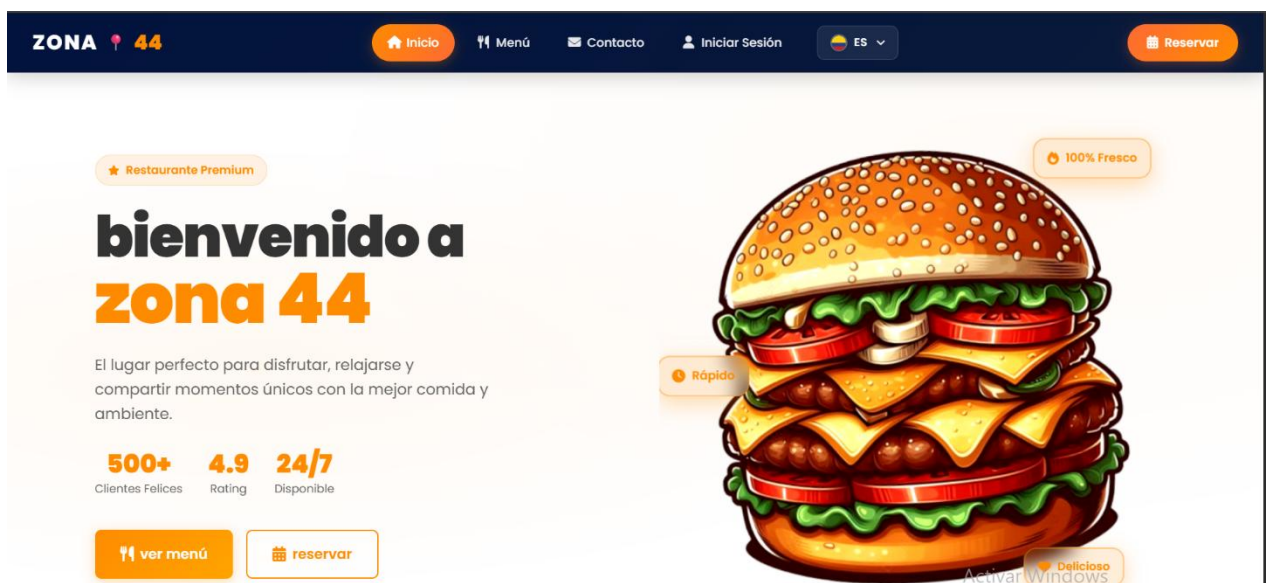 ZONA 44
Inicio
Menú
Contacto
Iniciar Sesión
ES
Reservar
Restaurante Premium
bienvenido a
zona 44
El lugar perfecto para disfrutar, relajarse y
compartir momentos únicos con la mejor comida y
ambiente.
500+ 4.9 24/7
Clientes Felices Rating Disponible
ver menú
reservar
100% Fresco
Rápido
Delicioso
Activar Windows